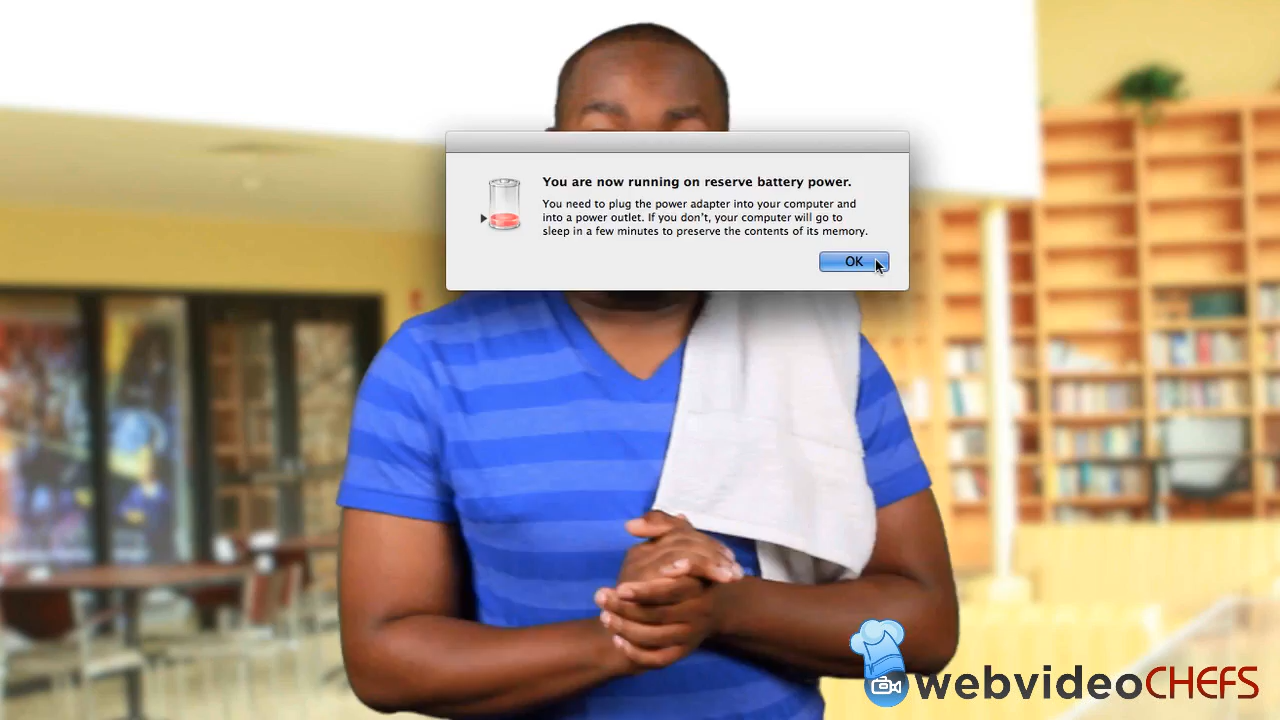 You are now running on reserve battery power.
You need to plug the power adapter into your computer and
into a power outlet. If you don't, your computer will go to
sleep in a few minutes to preserve the contents of its memory.
OK
webvideoCHEFS